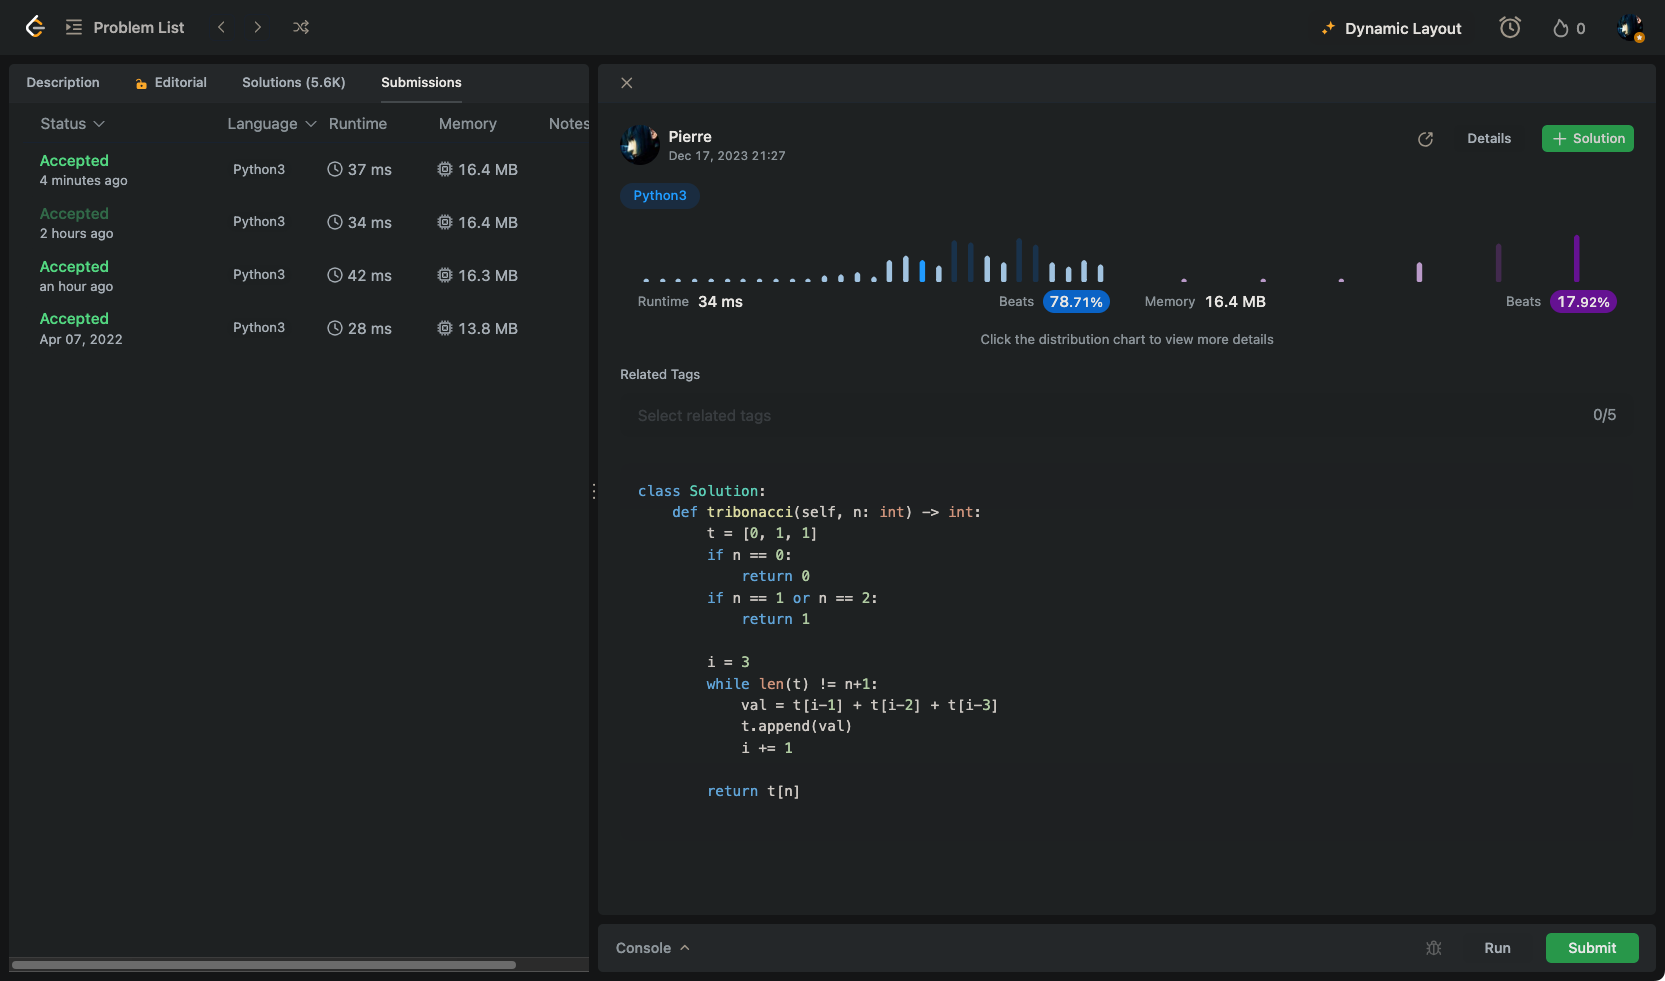 Problem List
Dynamic Layout
0
Description
Editorial
Solutions (5.6K)
Submissions
Status
Language
Runtime
Memory
Notes
Accepted
4 minutes ago
Python3
37 ms
16.4 MB
Accepted
2 hours ago
Python3
34 ms
16.4 MB
Accepted
an hour ago
Python3
42 ms
16.3 MB
Accepted
Apr 07, 2022
Python3
28 ms
13.8 MB
Pierre
Dec 17, 2023 21:27
Details
Solution
Python3
Runtime 34 ms
Beats 78.71%
Memory 16.4 MB
Beats 17.92%
Click the distribution chart to view more details
Related Tags
Select related tags
0/5
class Solution:
    def tribonacci(self, n: int) -> int:
        t = [0, 1, 1]
        if n == 0:
            return 0
        if n == 1 or n == 2:
            return 1
        i = 3
        while len(t) != n+1:
            val = t[i-1] + t[i-2] + t[i-3]
            t.append(val)
            i += 1
        return t[n]
Console
Run
Submit